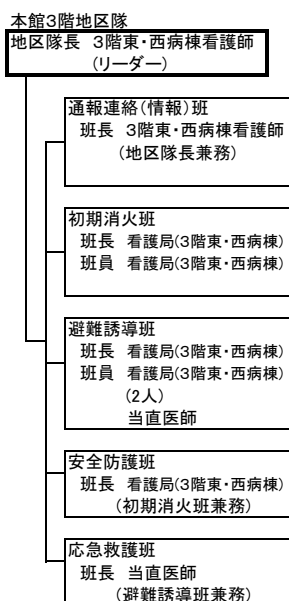 本館3階地区隊
地区隊長 3階東・西病棟看護師
(リーダー)
通報連絡(情報)班
班長 3階東・西病棟看護師
(地区隊長兼務)
初期消火班
班長 看護局(3階東・西病棟)
班員 看護局(3階東・西病棟)
避難誘導班
班長 看護局(3階東・西病棟)
班員 看護局(3階東・西病棟)
(2人)
当直医師
安全防護班
班長 看護局(3階東・西病棟)
(初期消火班兼務)
応急救護班
班長 当直医師
(避難誘導班兼務)